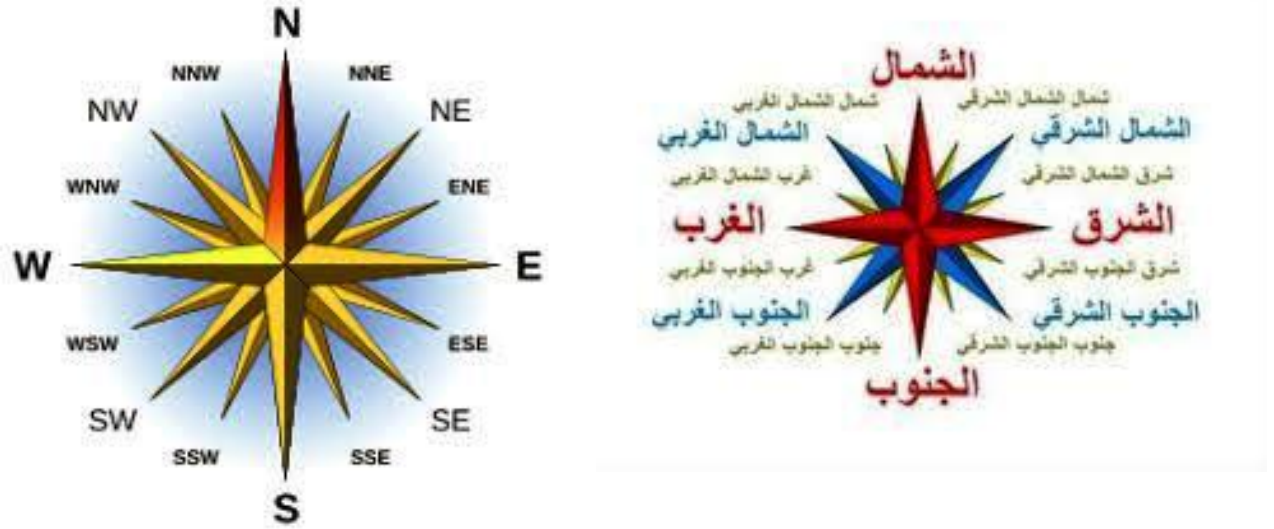 N
NNW NNE
NW NE
WNW ENE
W E
WSW ESE
SW SE
SSW SSE
S
الشمال
شمال الشمال الشرقي شمال الشمال الغربي
الشمال الشرقي الشمال الغربي
شرق الشمال الشرقي غرب الشمال الغربي
الشرق الغرب
شرق الجنوب الشرقي غرب الجنوب الغربي
الجنوب الشرقي الجنوب الغربي
جنوب الجنوب الشرقي جنوب الجنوب الغربي
الجنوب